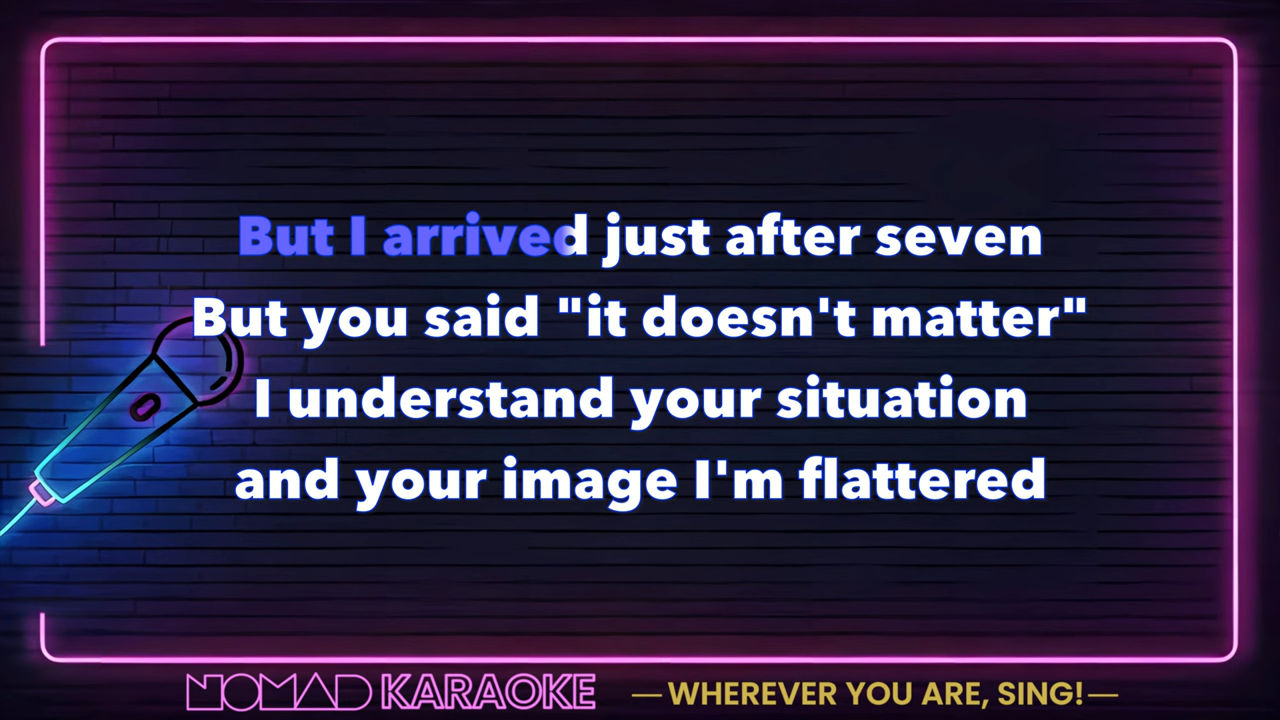 But I arrived just after seven
But you said "it doesn't matter"
I understand your situation
and your image I'm flattered
NOMAD KARAOKE — WHEREVER YOU ARE, SING! —